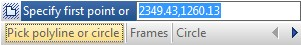 Specify first point or 2349.43,1260.13
Pick polyline or circle Frames Circle